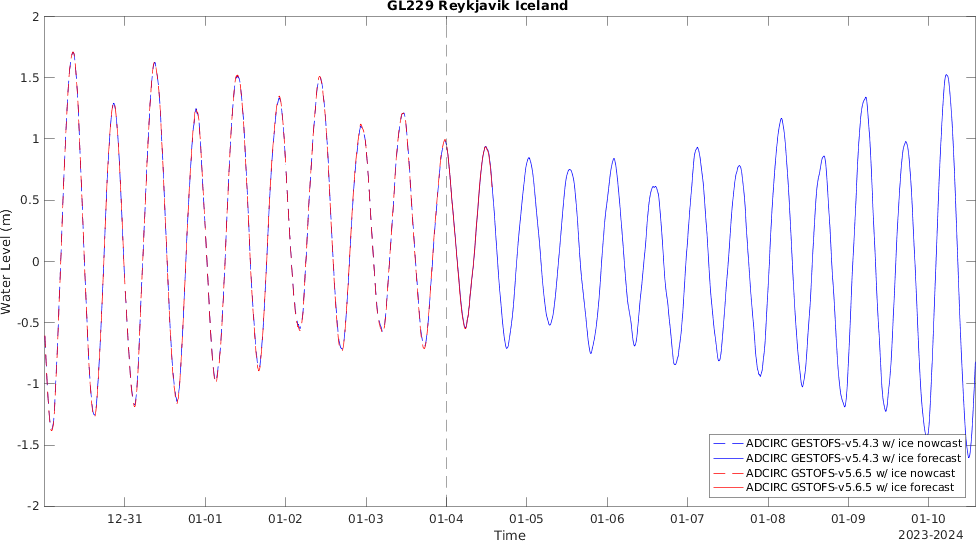 GL229 Reykjavik Iceland
2
1.5
1
0.5
0
-0.5
-1
-1.5
-2
Water Level (m)
ADCIRC GESTOFS-v5.4.3 w/ ice nowcast
ADCIRC GESTOFS-v5.4.3 w/ ice forecast
ADCIRC GSTOFS-v5.6.5 w/ ice nowcast
ADCIRC GSTOFS-v5.6.5 w/ ice forecast
12-31 01-01 01-02 01-03 01-04 01-05 01-06 01-07 01-08 01-09 01-10
Time
2023-2024